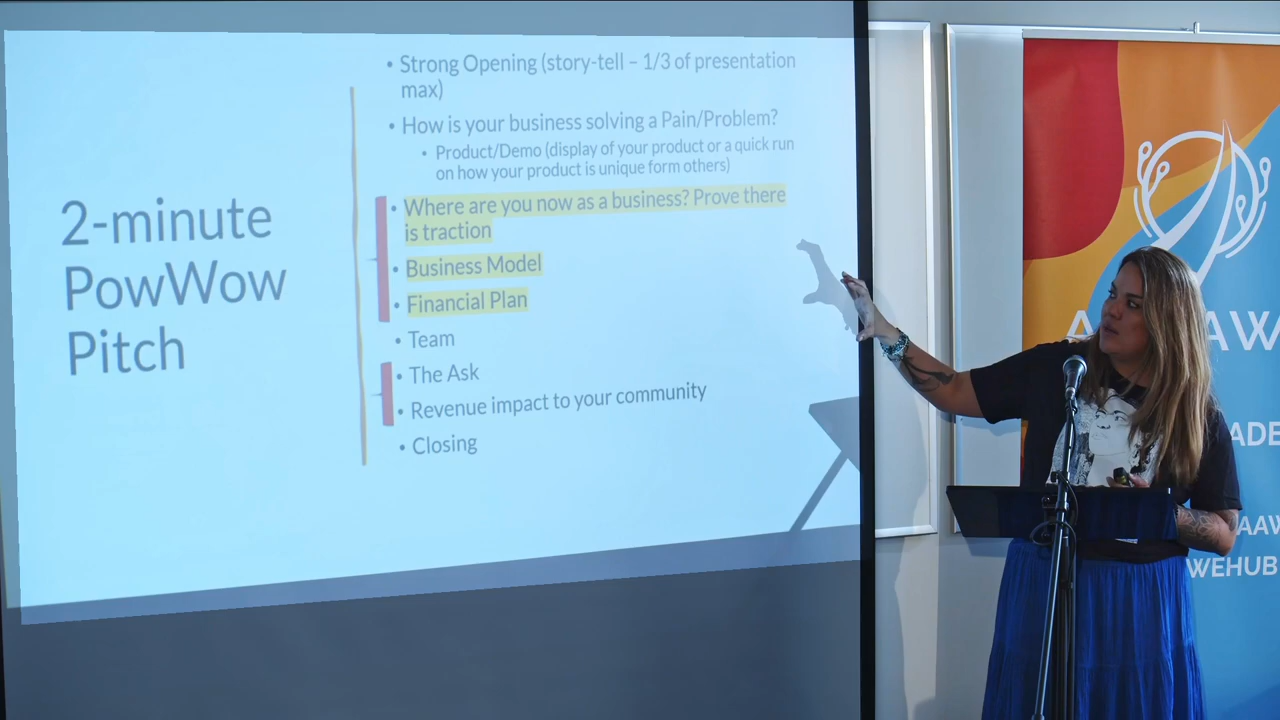 2-minute
PowWow
Pitch
• Strong Opening (story-tell – 1/3 of presentation
max)
• How is your business solving a Pain/Problem?
• Product/Demo (display of your product or a quick run
on how your product is unique form others)
• Where are you now as a business? Prove there
is traction
• Business Model
• Financial Plan
• Team
• The Ask
• Revenue impact to your community
• Closing
WEHUB